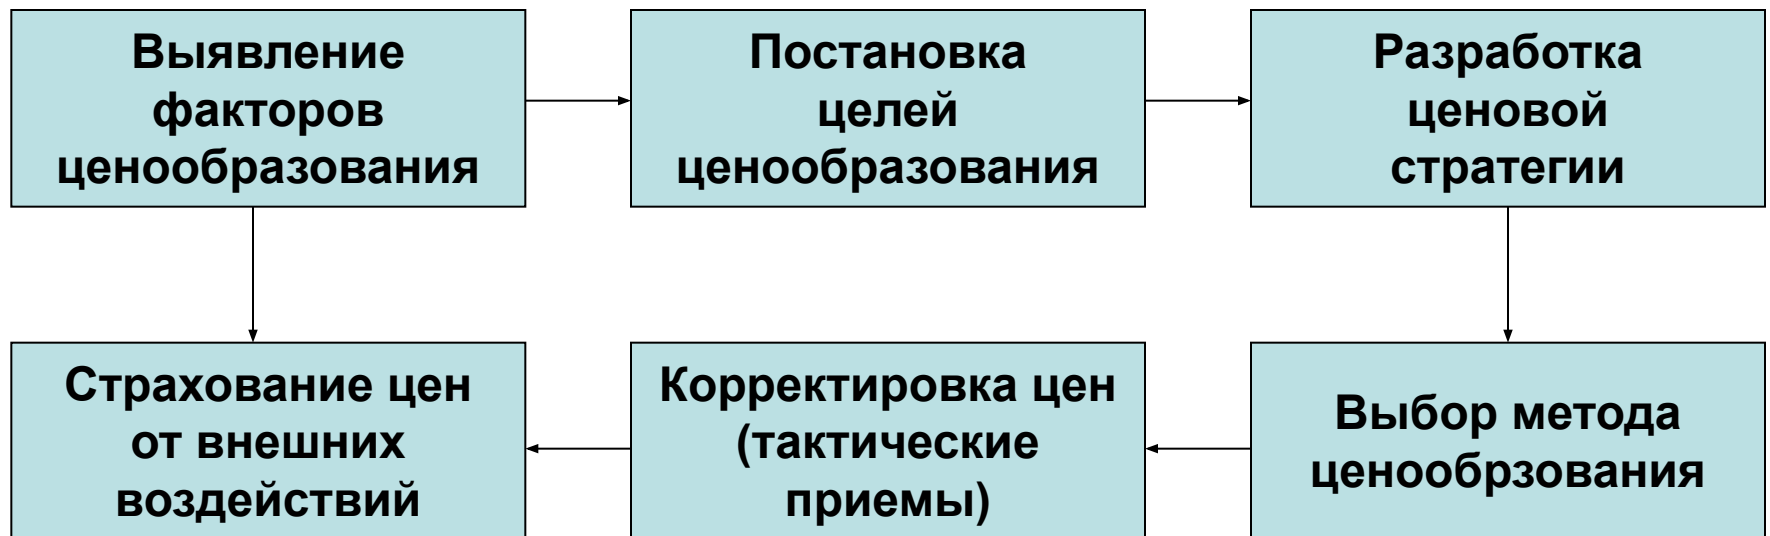 Выявление
факторов
ценообразования
Постановка
целей
ценообразования
Разработка
ценовой
стратегии
Страхование цен
от внешних
воздействий
Корректировка цен
(тактические
приемы)
Выбор метода
ценообрзования